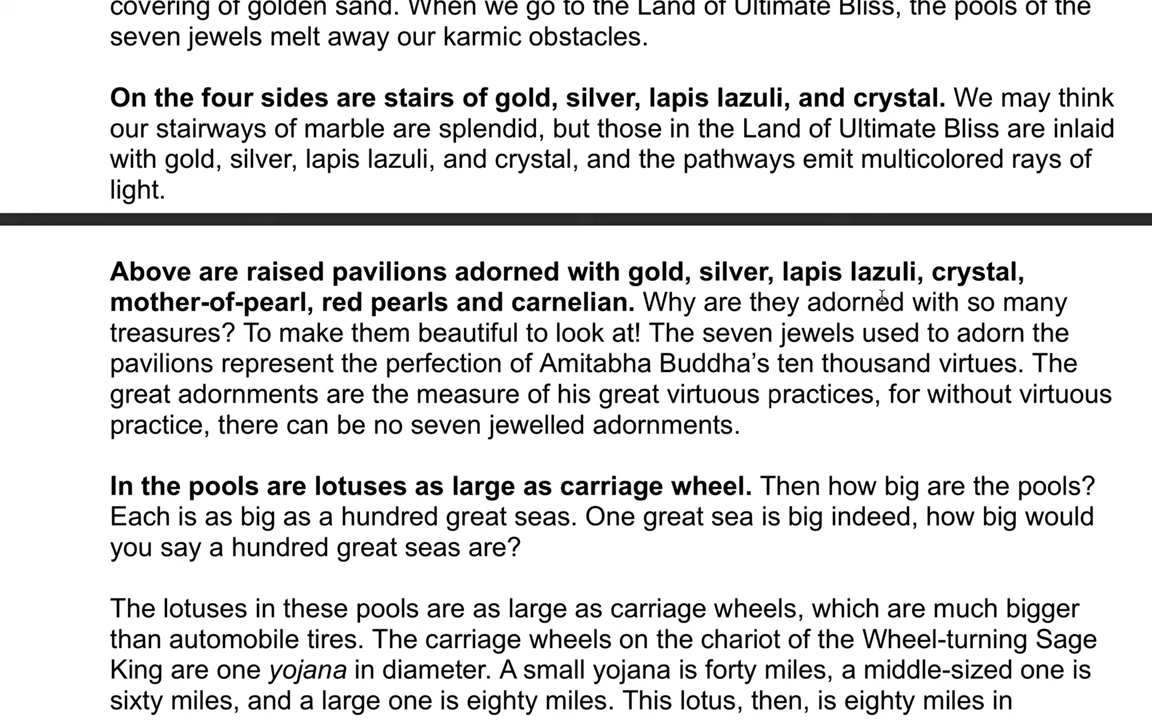 covering of golden sand. When we go to the Land of Ultimate Bliss, the pools of the
seven jewels melt away our karmic obstacles.
On the four sides are stairs of gold, silver, lapis lazuli, and crystal. We may think
our stairways of marble are splendid, but those in the Land of Ultimate Bliss are inlaid
with gold, silver, lapis lazuli, and crystal, and the pathways emit multicolored rays of
light.
Above are raised pavilions adorned with gold, silver, lapis lazuli, crystal,
mother-of-pearl, red pearls and carnelian. Why are they adorned with so many
treasures? To make them beautiful to look at! The seven jewels used to adorn the
pavilions represent the perfection of Amitabha Buddha’s ten thousand virtues. The
great adornments are the measure of his great virtuous practices, for without virtuous
practice, there can be no seven jewelled adornments.
In the pools are lotuses as large as carriage wheel. Then how big are the pools?
Each is as big as a hundred great seas. One great sea is big indeed, how big would
you say a hundred great seas are?
The lotuses in these pools are as large as carriage wheels, which are much bigger
than automobile tires. The carriage wheels on the chariot of the Wheel-turning Sage
King are one yojana in diameter. A small yojana is forty miles, a middle-sized one is
sixty miles, and a large one is eighty miles. This lotus, then, is eighty miles in